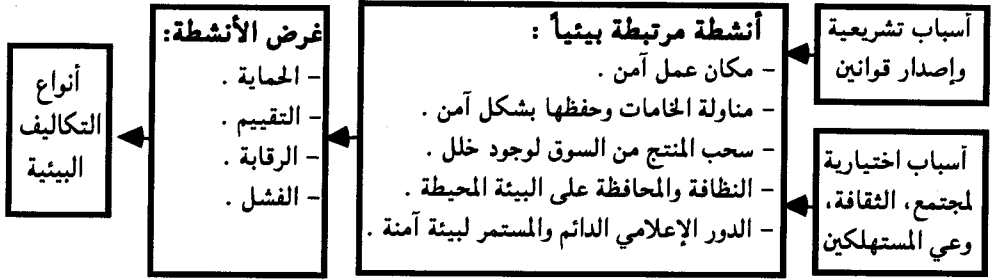 أسباب تشريعية
وإصدار قوانين
أسباب اختيارية
لمجتمع، الثقافة،
وعي المستهلكين
أنشطة مرتبطة بيئياً :
– مكان عمل آمن .
– مناولة الخامات وحفظها بشكل آمن .
– سحب المنتج من السوق لوجود خلل .
– النظافة والمحافظة على البيئة المحيطة .
– الدور الإعلامي الدائم والمستمر لبيئة آمنة .
غرض الأنشطة:
– الحماية .
– التقييم .
– الرقابة .
– الفشل .
أنواع
التكاليف
البيئية